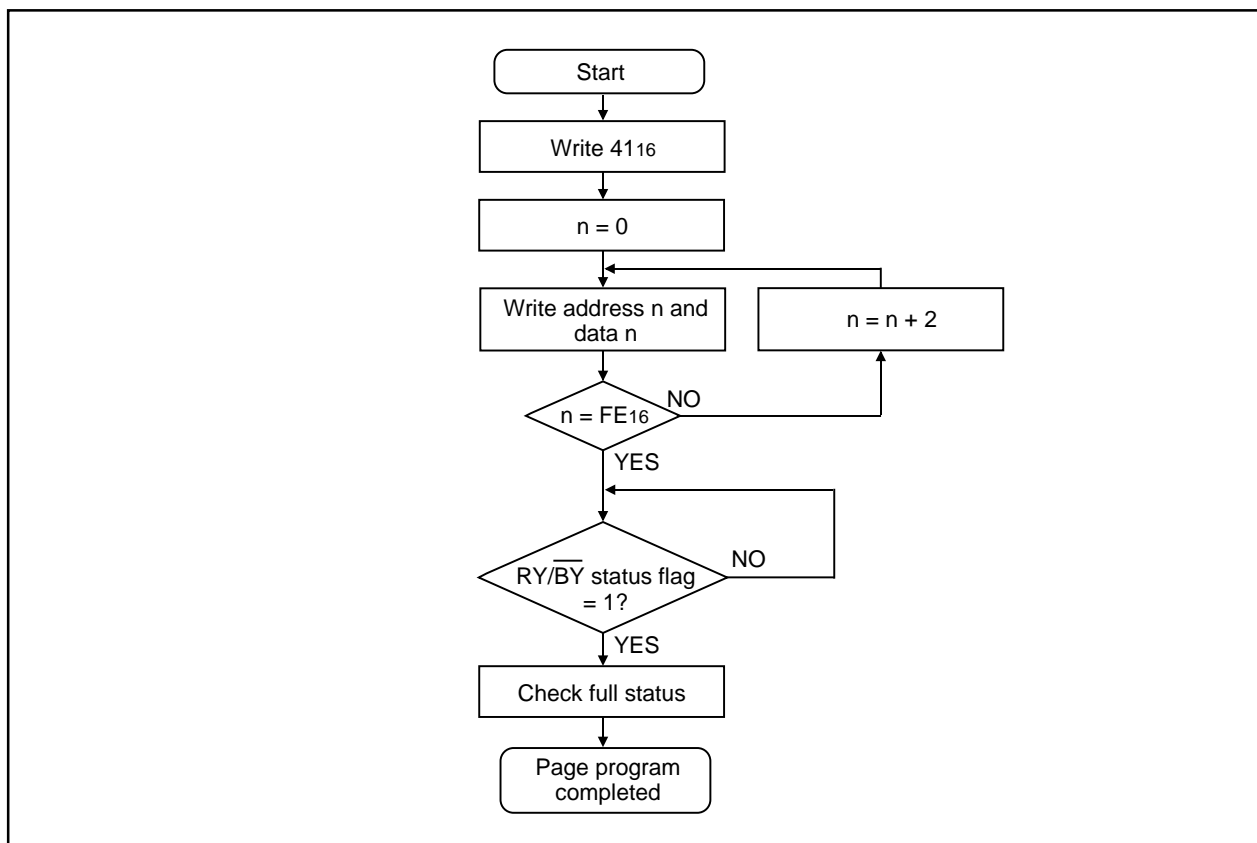 Start
Write 4116
n = 0
Write address n and
data n
n = n + 2
n = FE16
NO
YES
RY/BY status flag
= 1?
NO
YES
Check full status
Page program
completed